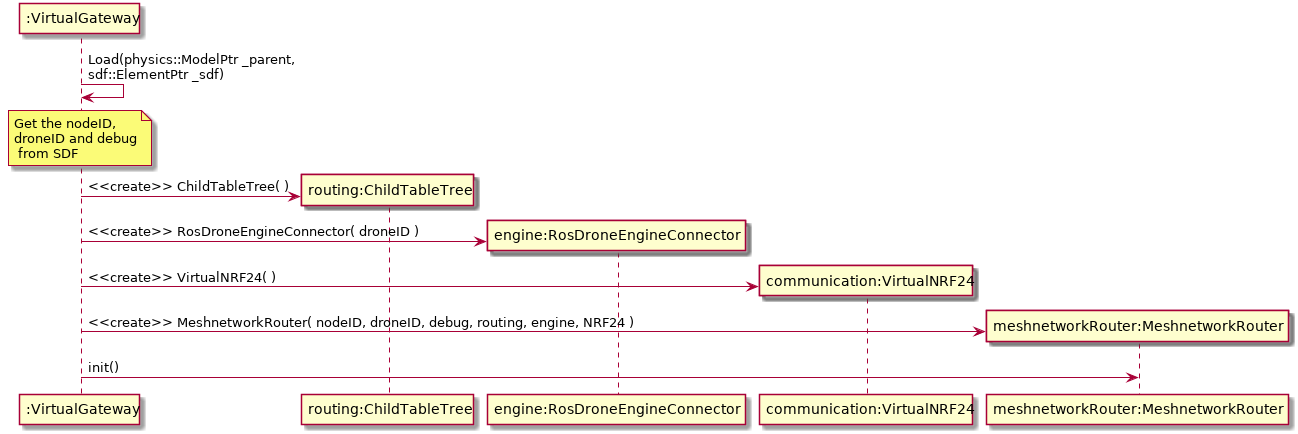 :VirtualGateway
Load(physics::ModelPtr _parent,
sdf::ElementPtr _sdf)
Get the nodeID,
droneID and debug
from SDF
<<create>> ChildTableTree( )
routing:ChildTableTree
<<create>> RosDroneEngineConnector( droneID )
engine:RosDroneEngineConnector
<<create>> VirtualNRF24( )
communication:VirtualNRF24
<<create>> MeshnetworkRouter( nodeID, droneID, debug, routing, engine, NRF24 )
meshnetworkRouter:MeshnetworkRouter
init()
:VirtualGateway
routing:ChildTableTree
engine:RosDroneEngineConnector
communication:VirtualNRF24
meshnetworkRouter:MeshnetworkRouter